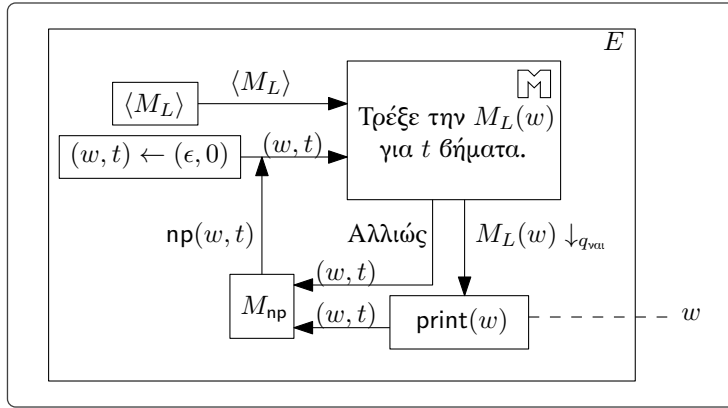 E
⟨M_L⟩
⟨M_L⟩
M
Τρέξε την M_L(w)
για t βήματα.
(w, t) ← (ϵ, 0)
(w, t)
np(w, t)
Αλλιώς
M_L(w) ↓q_ναι
(w, t)
M_np
(w, t)
print(w)
w